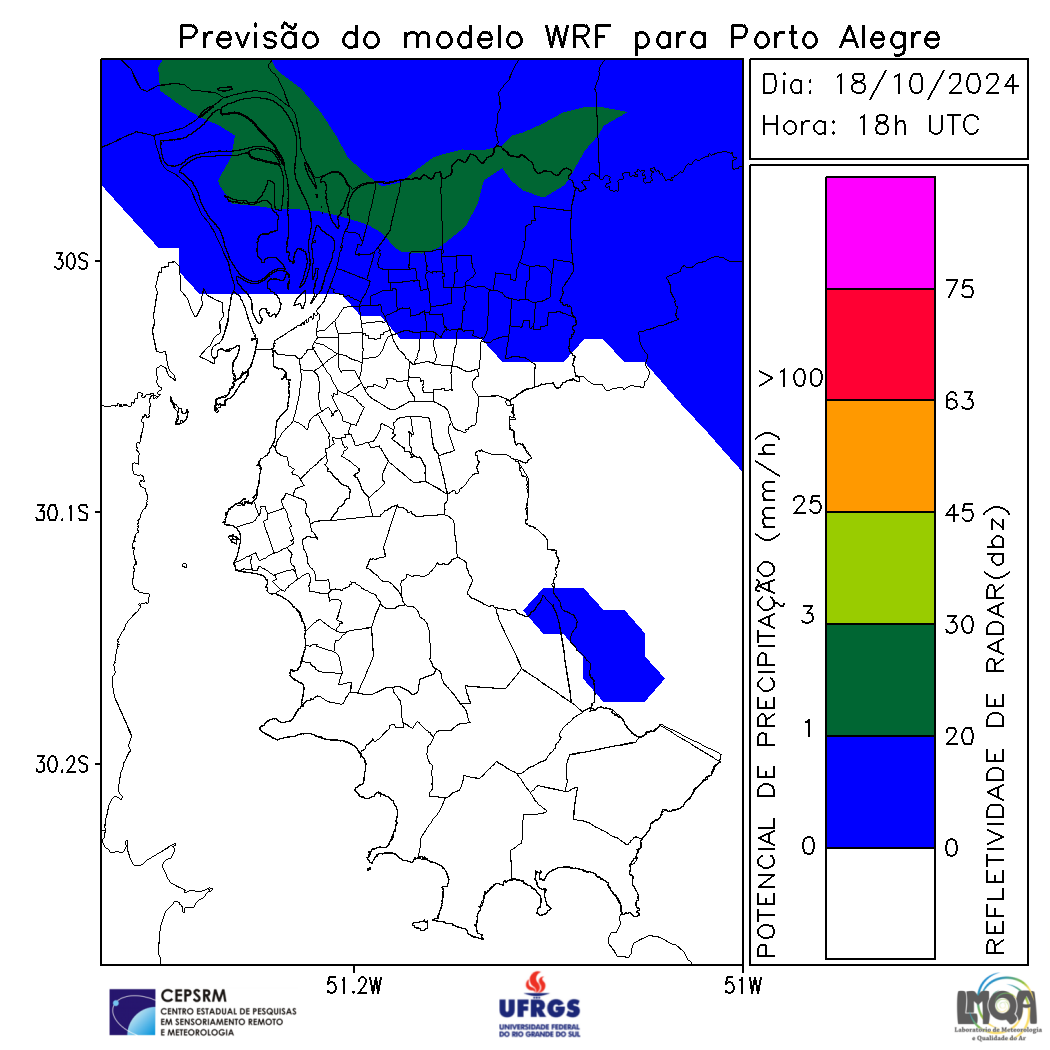 Previsão do modelo WRF para Porto Alegre
Dia: 18/10/2024
Hora: 18h UTC
30S
30.1S
30.2S
51.2W
51W
POTENCIAL DE PRECIPITAÇÃO (mm/h)
>100
25
3
1
0
75
63
45
30
20
0
REFLETIVIDADE DE RADAR(dbz)
CEPSRM
CENTRO ESTADUAL DE PESQUISAS
EM SENSORIAMENTO REMOTO
E METEOROLOGIA
UFRGS
UNIVERSIDADE FEDERAL
DO RIO GRANDE DO SUL
LMQA
Laboratório de Meteorologia
e Qualidade do Ar